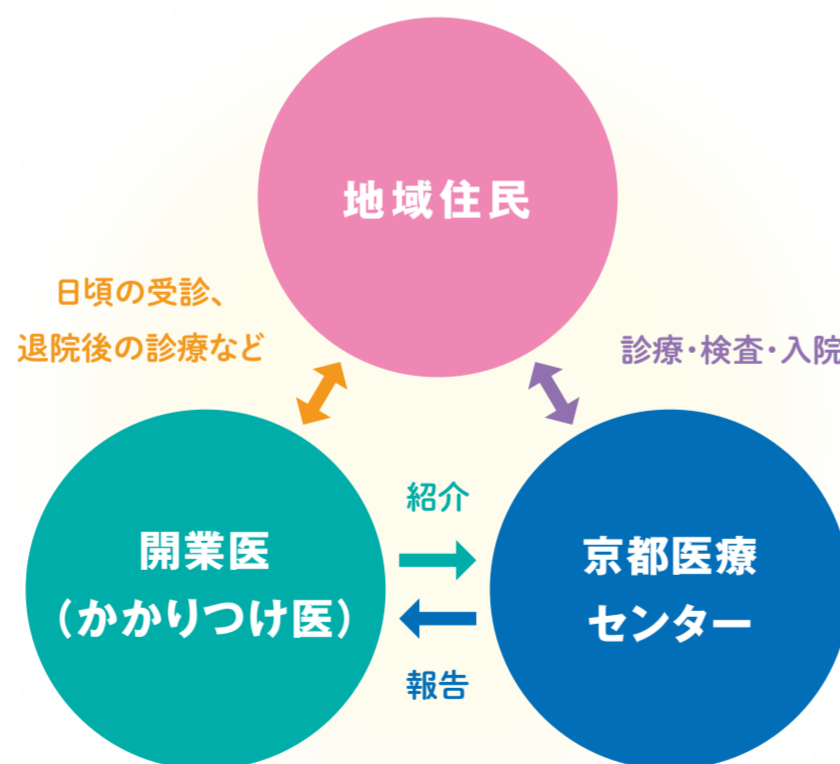 地域住民
日頃の受診、
退院後の診療など
診療・検査・入院
開業医
(かかりつけ医)
紹介
報告
京都医療
センター